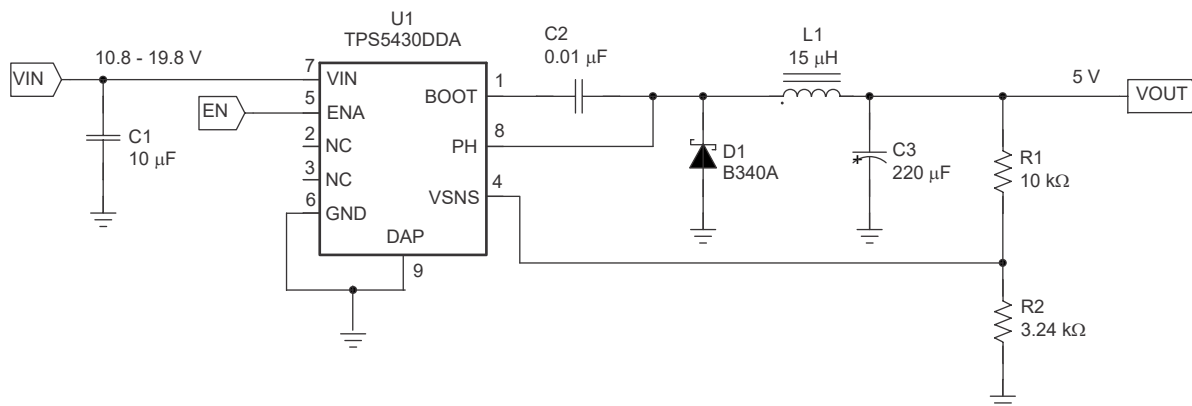 U1
TPS5430DDA
VIN
10.8 - 19.8 V
EN
C1
10 μF
7
VIN
5
ENA
2
NC
3
NC
6
GND
DAP
9
BOOT
1
PH
8
VSNS
4
C2
0.01 μF
D1
B340A
L1
15 μH
C3
220 μF
5 V
VOUT
R1
10 kΩ
R2
3.24 kΩ